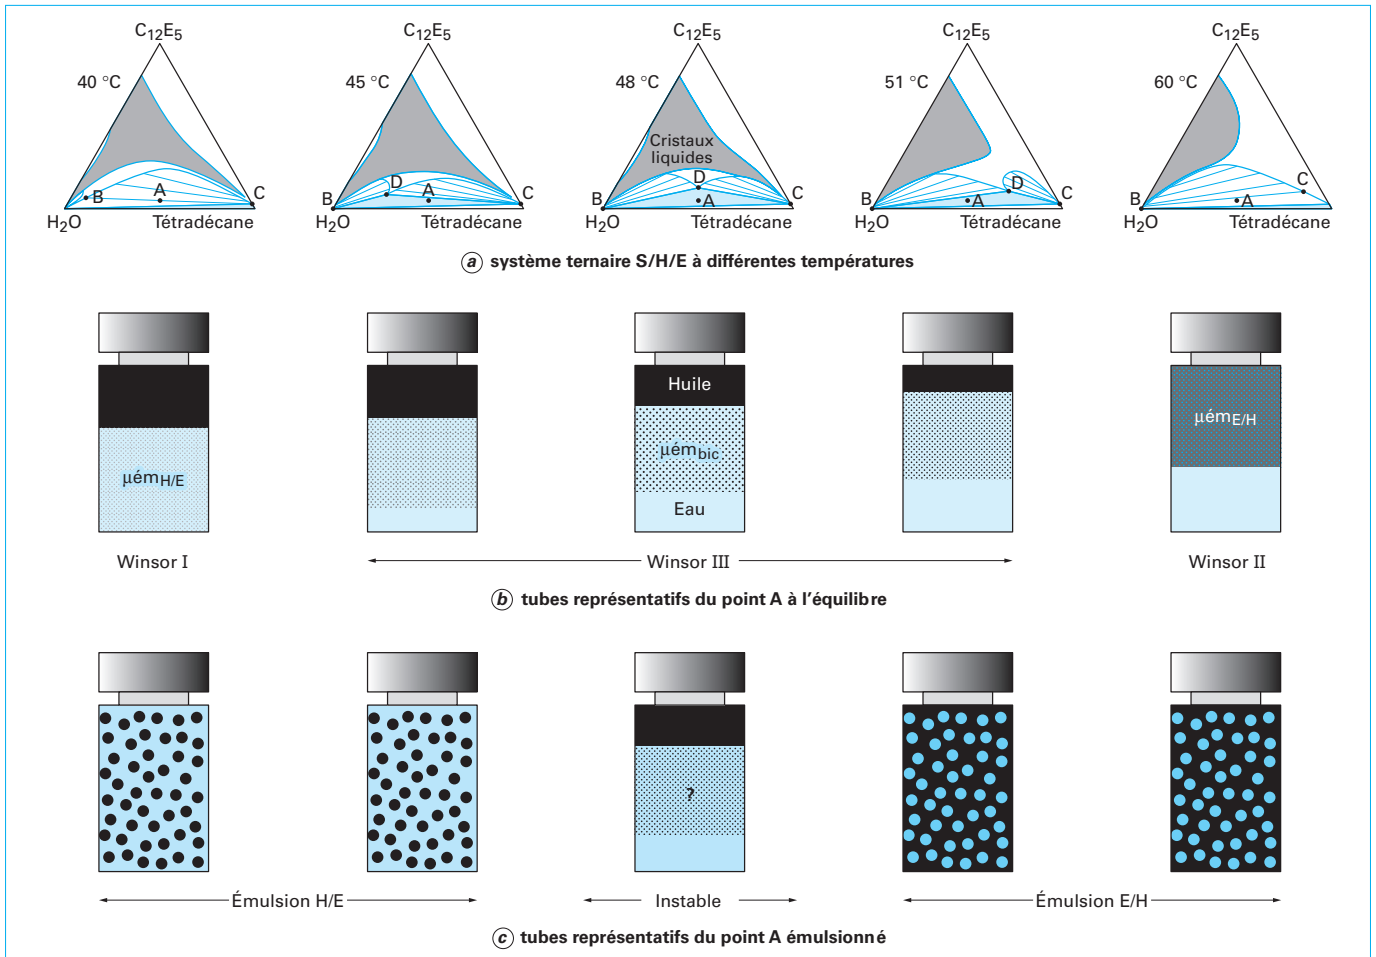 C12E5 C12E5 C12E5 C12E5 C12E5
40 °C 45 °C 48 °C 51 °C 60 °C
Cristaux
liquides
B A C
B D A C
B D A C
B A D C
B A C
H2O Tétradécane H2O Tétradécane H2O Tétradécane H2O Tétradécane H2O Tétradécane
a système ternaire S/H/E à différentes températures
Huile
µémH/E
µémbic
µémE/H
Eau
Winsor I Winsor III Winsor II
b tubes représentatifs du point A à l'équilibre
?
Émulsion H/E Instable Émulsion E/H
c tubes représentatifs du point A émulsionné